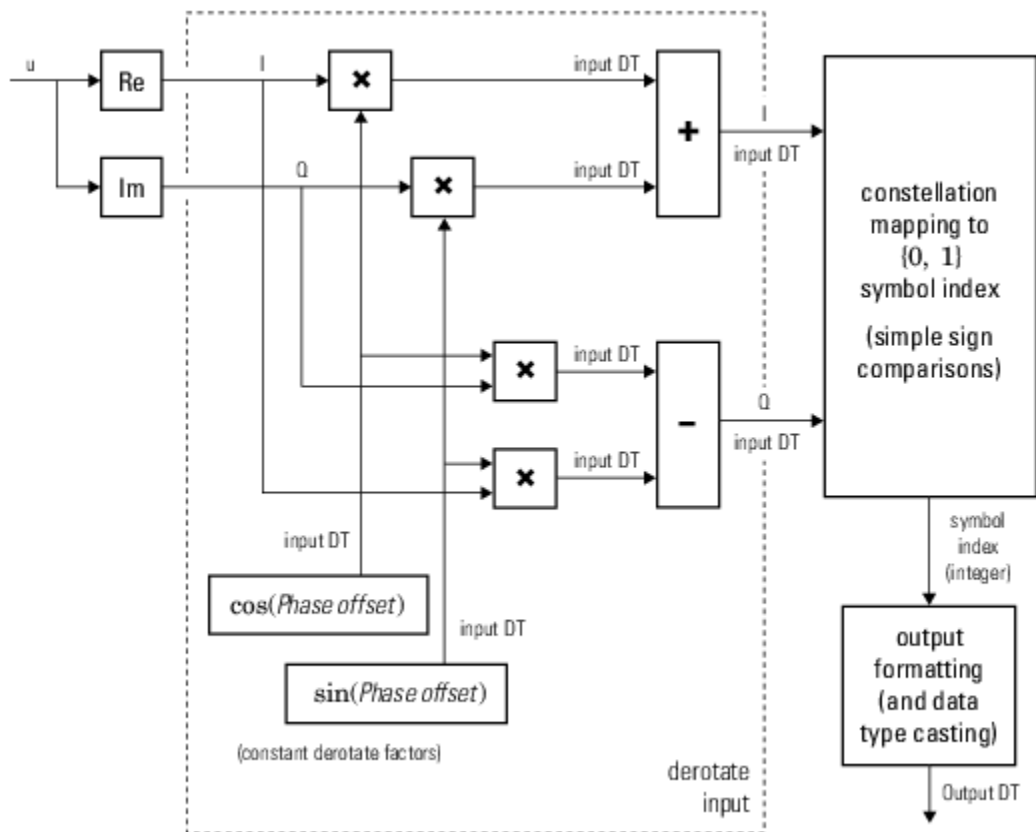 u
Re
I
×
input DT
+
I
input DT
Im
Q
×
input DT
constellation
mapping to
{0, 1}
symbol index
(simple sign
comparisons)
×
input DT
-
Q
input DT
×
input DT
input DT
cos(Phase offset)
input DT
sin(Phase offset)
(constant derotate factors)
derotate
input
symbol
index
(integer)
output
formatting
(and data
type casting)
Output DT